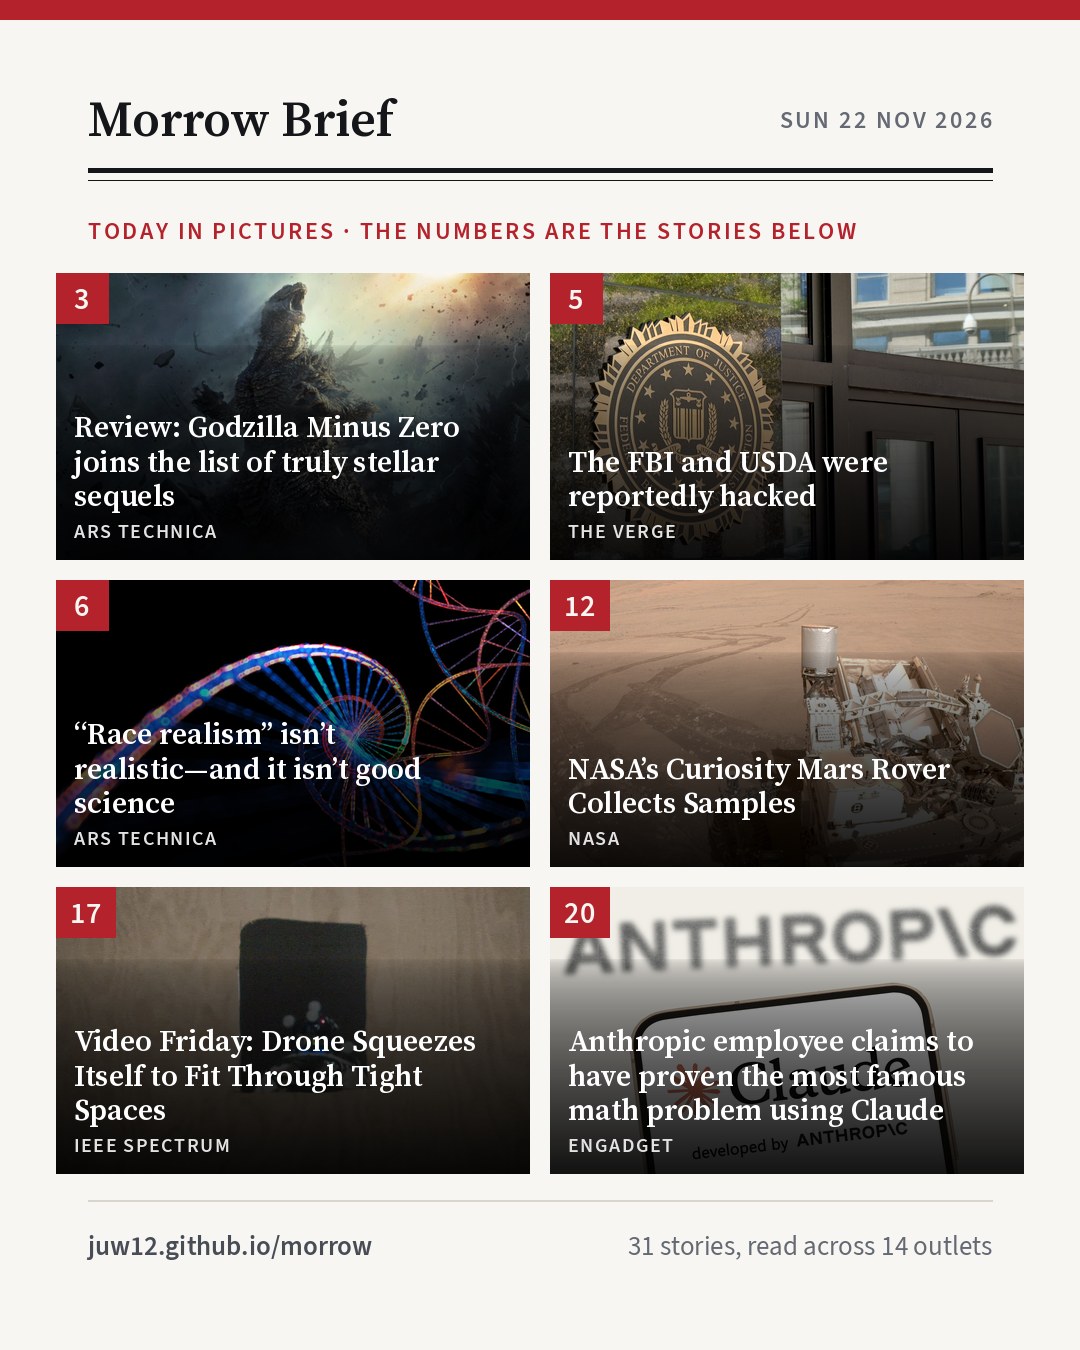 Morrow Brief
SUN 22 NOV 2026
TODAY IN PICTURES · THE NUMBERS ARE THE STORIES BELOW
3
Review: Godzilla Minus Zero
joins the list of truly stellar
sequels
ARS TECHNICA
5
DEPARTMENT OF JUSTICE
The FBI and USDA were
reportedly hacked
THE VERGE
6
“Race realism” isn’t
realistic—and it isn’t good
science
ARS TECHNICA
12
NASA’s Curiosity Mars Rover
Collects Samples
NASA
17
Video Friday: Drone Squeezes
Itself to Fit Through Tight
Spaces
IEEE SPECTRUM
20
ANTHROP\C
Anthropic employee claims to
have proven the most famous
math problem using Claude
ENGADGET
Claude
developed by ANTHROP\C
juw12.github.io/morrow
31 stories, read across 14 outlets